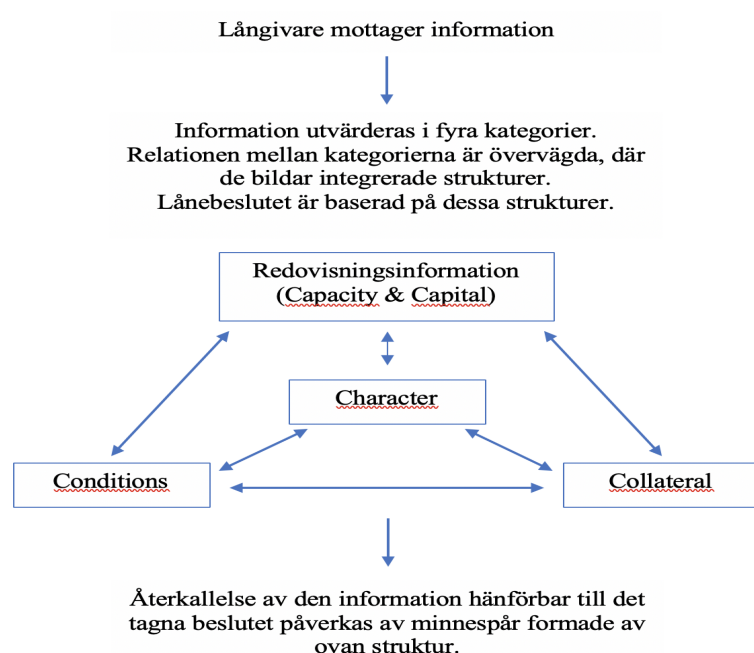 Långivare mottager information
Information utvärderas i fyra kategorier.
Relationen mellan kategorierna är övervägda, där
de bildar integrerade strukturer.
Lånebeslutet är baserad på dessa strukturer.
Redovisningsinformation
(Capacity & Capital)
Character
Conditions
Collateral
Återkallelse av den information hänförbar till det
tagna beslutet påverkas av minnespår formade av
ovan struktur.